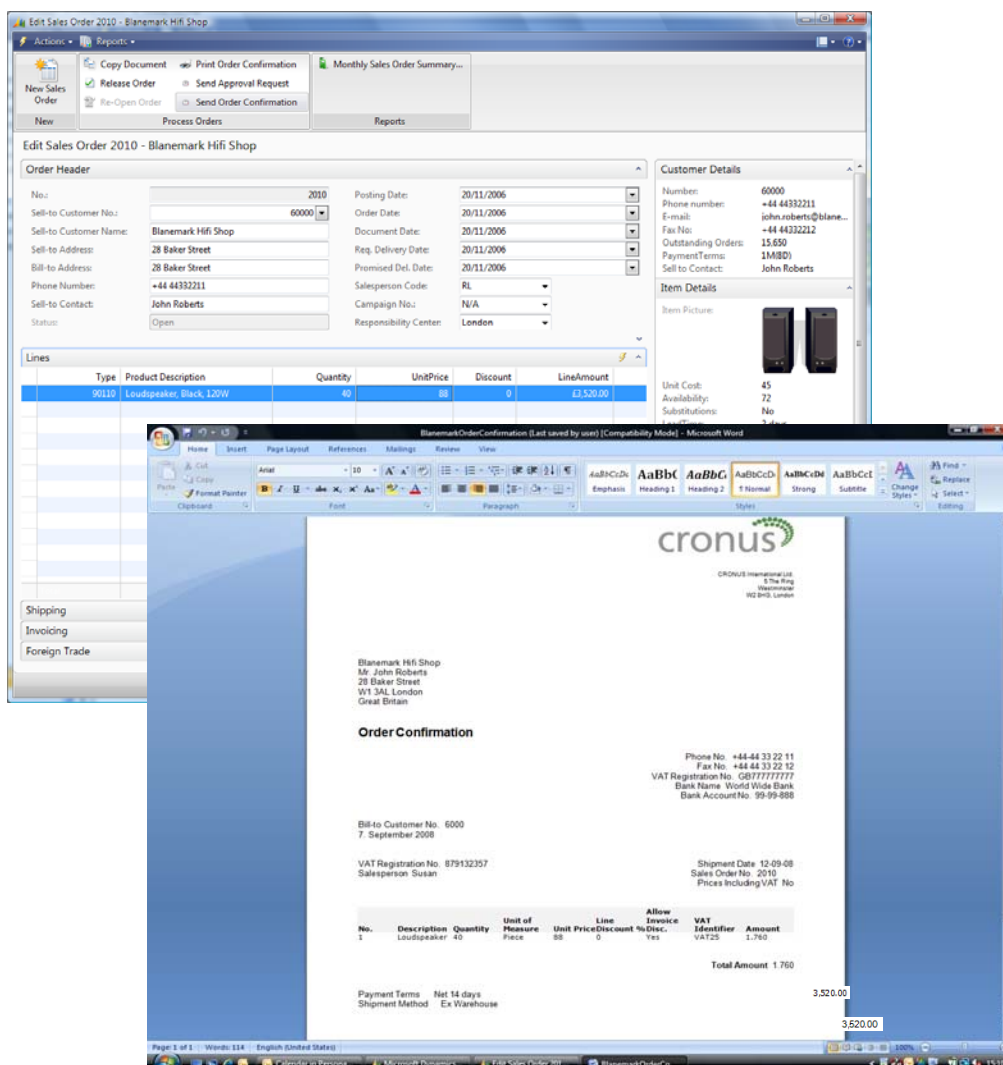 Edit Sales Order 2010 - Blanemark Hifi Shop
Actions Reports
New Sales Order
Copy Document Print Order Confirmation
Release Order Send Approval Request
Re-Open Order Send Order Confirmation
Monthly Sales Order Summary...
New Process Orders Reports
Edit Sales Order 2010 - Blanemark Hifi Shop
Order Header
No.: 2010 Posting Date: 20/11/2006
Sell-to Customer No.: 60000 Order Date: 20/11/2006
Sell-to Customer Name: Blanemark Hifi Shop Document Date: 20/11/2006
Sell-to Address: 28 Baker Street Req. Delivery Date: 20/11/2006
Bill-to Address: 28 Baker Street Promised Del. Date: 20/11/2006
Phone Number: +44 44332211 Salesperson Code: RL
Sell-to Contact: John Roberts Campaign No.: N/A
Status: Open Responsibility Center: London
Customer Details
Number: 60000
Phone number: +44 44332211
E-mail: john.roberts@blane...
Fax No: +44 44332212
Outstanding Orders: 15.650
PaymentTerms: 1M(8D)
Sell to Contact: John Roberts
Item Details
Item Picture:
Unit Cost: 45
Availability: 72
Substitutions: No
Lines
Type Product Description Quantity UnitPrice Discount LineAmount
90110 Loudspeaker, Black, 120W 40 88 0 £3,520.00
Shipping
Invoicing
Foreign Trade
BlanemarkOrderConfirmation (Last saved by user) [Compatibility Mode] - Microsoft Word
Home Insert Page Layout References Mailings Review View
Paste
Cut
Copy
Format Painter
Arial 10
AaBbCcDc AaBbC AaBbC AaBbCcD AaBbCcDd AaBbCcD
Emphasis Heading 1 Heading 2 ¶ Normal Strong Subtitle
Change Styles
Find
Replace
Select
Clipboard Font Paragraph Styles Editing
cronus
CRONUS International Ltd.
5 The Ring
Westminster
W2 8HG, London
Blanemark Hifi Shop
Mr. John Roberts
28 Baker Street
W1 3AL London
Great Britain
Order Confirmation
Phone No. +44-44 33 22 11
Fax No. +44 44 33 22 12
VAT Registration No. GB777777777
Bank Name World Wide Bank
Bank Account No. 99-99-888
Bill-to Customer No. 6000
7. September 2008
VAT Registration No. 879132357 Shipment Date 12-09-08
Salesperson Susan Sales Order No. 2010
Prices Including VAT No
No. Description Quantity Unit of Measure Unit Price Line Discount % Allow Invoice Disc. VAT Identifier Amount
1 Loudspeaker 40 Piece 88 0 Yes VAT25 1.760
Total Amount 1.760
Payment Terms Net 14 days
Shipment Method Ex Warehouse
3,520.00
3,520.00
Page: 1 of 1 Words: 114 English (United States) 100%
Calendar in Persona... Microsoft Dynamics Edit Sales Order 201... BlanemarkOrderCo...